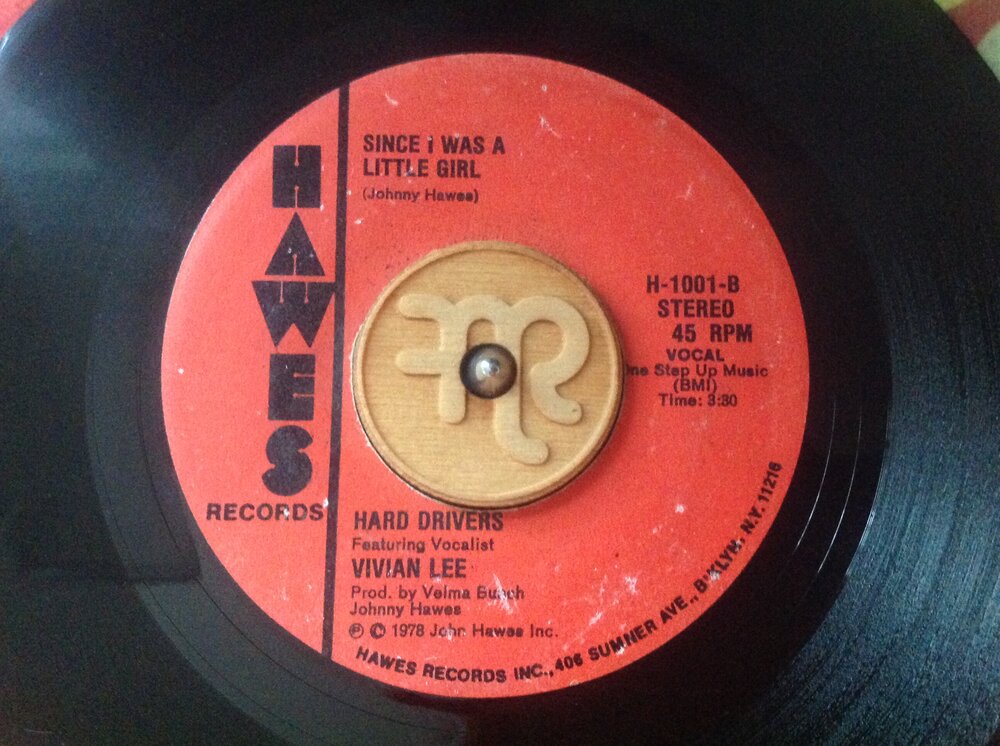 HAWES
RECORDS
SINCE I WAS A
LITTLE GIRL
(Johnny Hawes)
H-1001-B
STEREO
45 RPM
VOCAL
ne Step Up Music
(BMI)
Time: 3:30
HARD DRIVERS
Featuring Vocalist
VIVIAN LEE
Prod. by Velma
Johnny Hawes
℗ © 1978 John Hawes Inc.
HAWES RECORDS INC., 406 SUMNER AVE., B'KLYN, N.Y. 11216